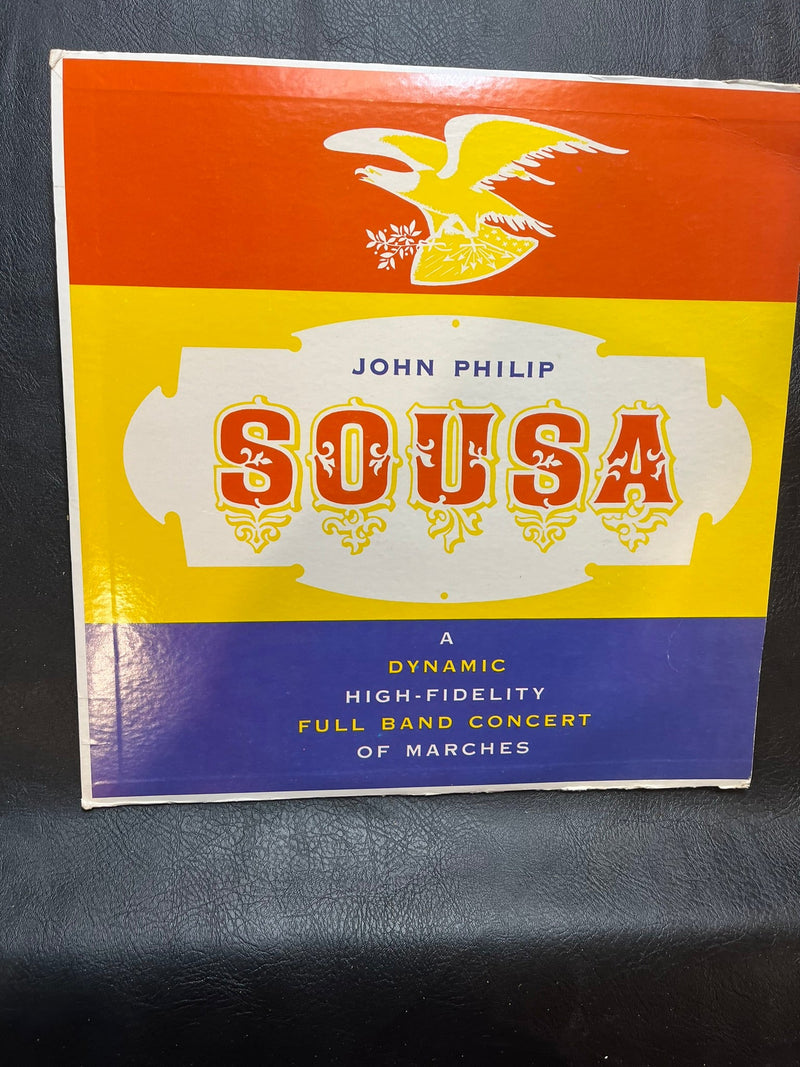 JOHN PHILIP
SOUSA
A
DYNAMIC
HIGH-FIDELITY
FULL BAND CONCERT
OF MARCHES